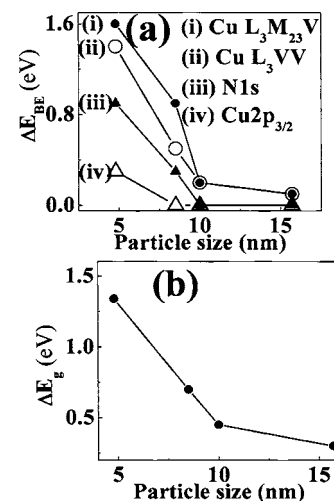 (a)
(i)
(ii)
(iii)
(iv)
(i) Cu L₃M₂₃V
(ii) Cu L₃VV
(iii) N1s
(iv) Cu2p₃/₂
1.6
0.8
0.0
ΔE_BE (eV)
5 10 15
Particle size (nm)
(b)
1.5
1.0
0.5
ΔE_g (eV)
5 10 15
Particle size (nm)